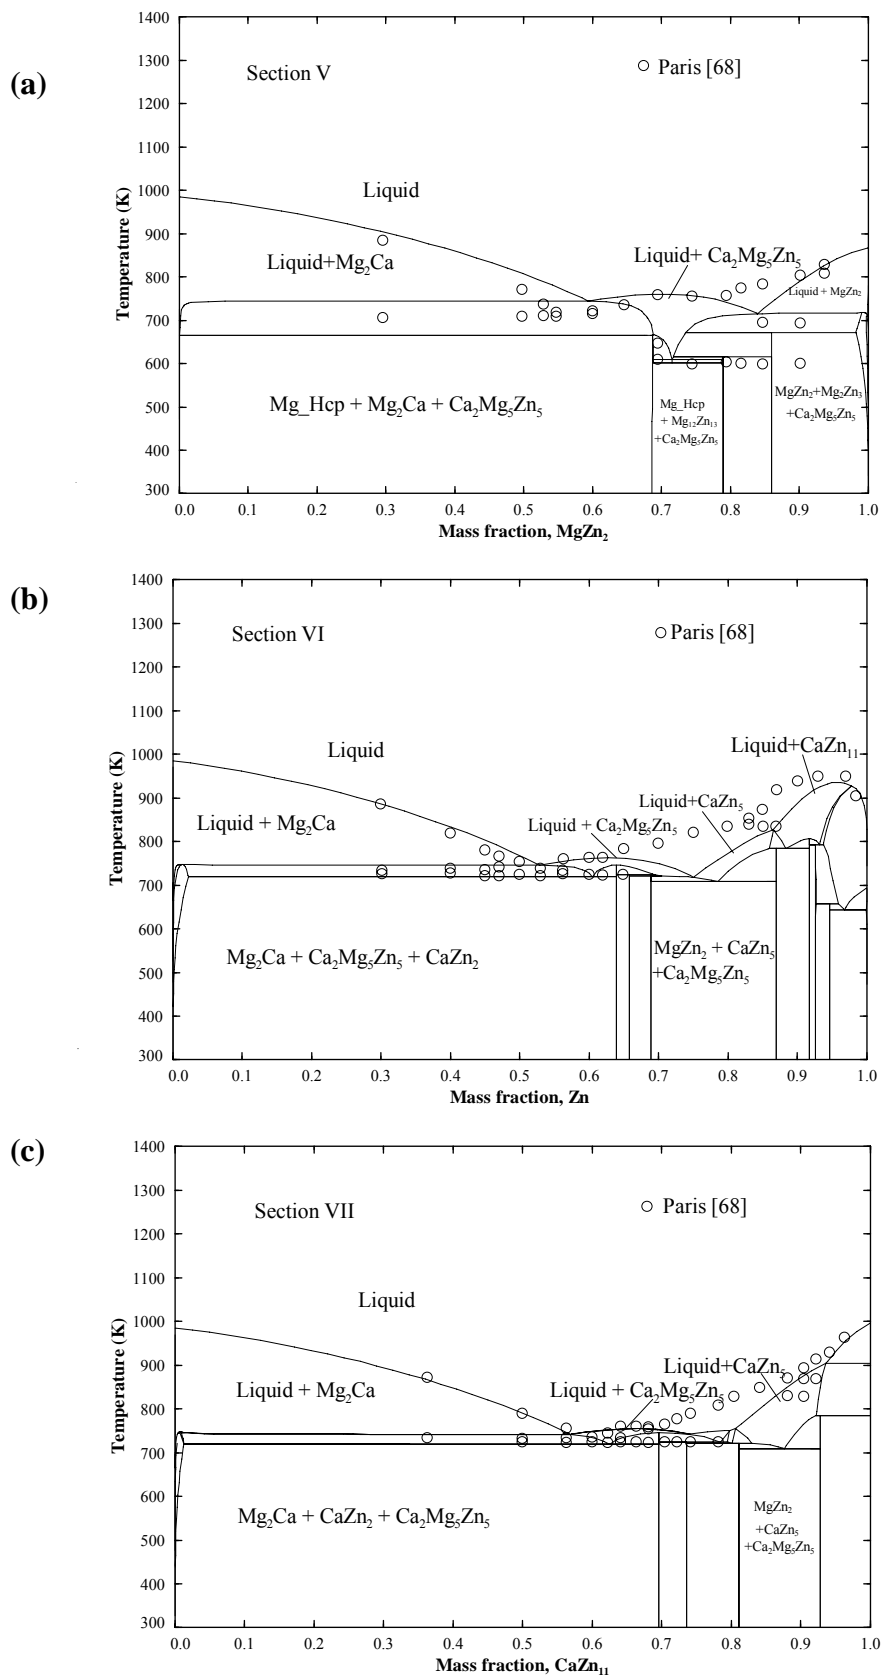 (a)
1400
1300
1200
1100
1000
900
800
700
600
500
400
300
Temperature (K)
Section V
Paris [68]
Liquid
Liquid+Mg2Ca
Liquid+ Ca2Mg5Zn5
Liquid + MgZn2
Mg_Hcp + Mg2Ca + Ca2Mg5Zn5
Mg_Hcp
+ Mg12Zn13
+Ca2Mg5Zn5
MgZn2+Mg2Zn3
+Ca2Mg5Zn5
0.0 0.1 0.2 0.3 0.4 0.5 0.6 0.7 0.8 0.9 1.0
Mass fraction, MgZn2
(b)
1400
1300
1200
1100
1000
900
800
700
600
500
400
300
Temperature (K)
Section VI
Paris [68]
Liquid
Liquid+CaZn11
Liquid + Mg2Ca
Liquid+CaZn5
Liquid + Ca2Mg5Zn5
Mg2Ca + Ca2Mg5Zn5 + CaZn2
MgZn2 + CaZn5
+Ca2Mg5Zn5
0.0 0.1 0.2 0.3 0.4 0.5 0.6 0.7 0.8 0.9 1.0
Mass fraction, Zn
(c)
1400
1300
1200
1100
1000
900
800
700
600
500
400
300
Temperature (K)
Section VII
Paris [68]
Liquid
Liquid + Mg2Ca
Liquid + Ca2Mg5Zn5
Liquid+CaZn5
Mg2Ca + CaZn2 + Ca2Mg5Zn5
MgZn2
+CaZn5
+Ca2Mg5Zn5
0.0 0.1 0.2 0.3 0.4 0.5 0.6 0.7 0.8 0.9 1.0
Mass fraction, CaZn11